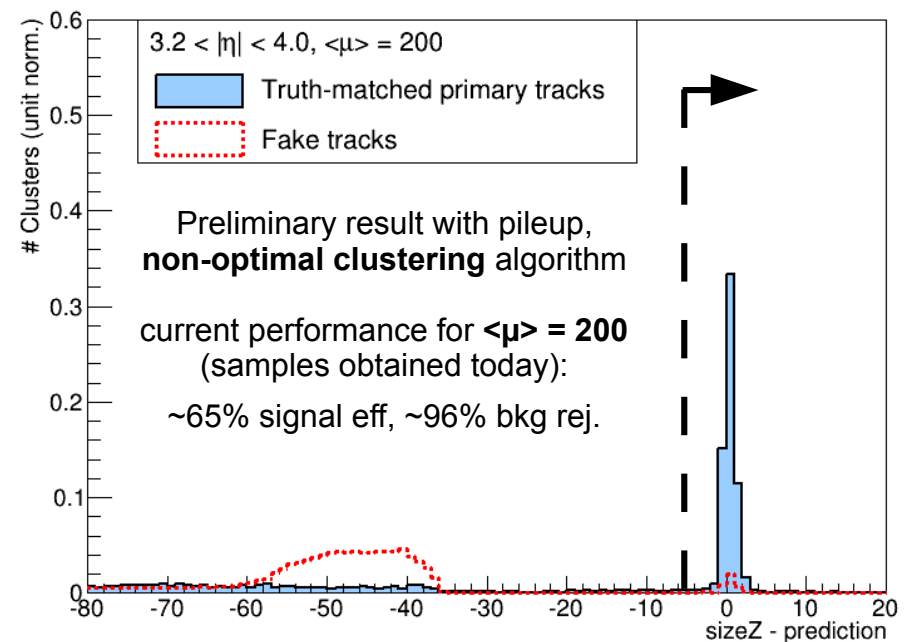 # Clusters (unit norm.)
0.6
0.5
0.4
0.3
0.2
0.1
0
3.2 < |η| < 4.0, <μ> = 200
Truth-matched primary tracks
Fake tracks
Preliminary result with pileup,
non-optimal clustering algorithm
current performance for <μ> = 200
(samples obtained today):
~65% signal eff, ~96% bkg rej.
-80 -70 -60 -50 -40 -30 -20 -10 0 10 20
sizeZ - prediction